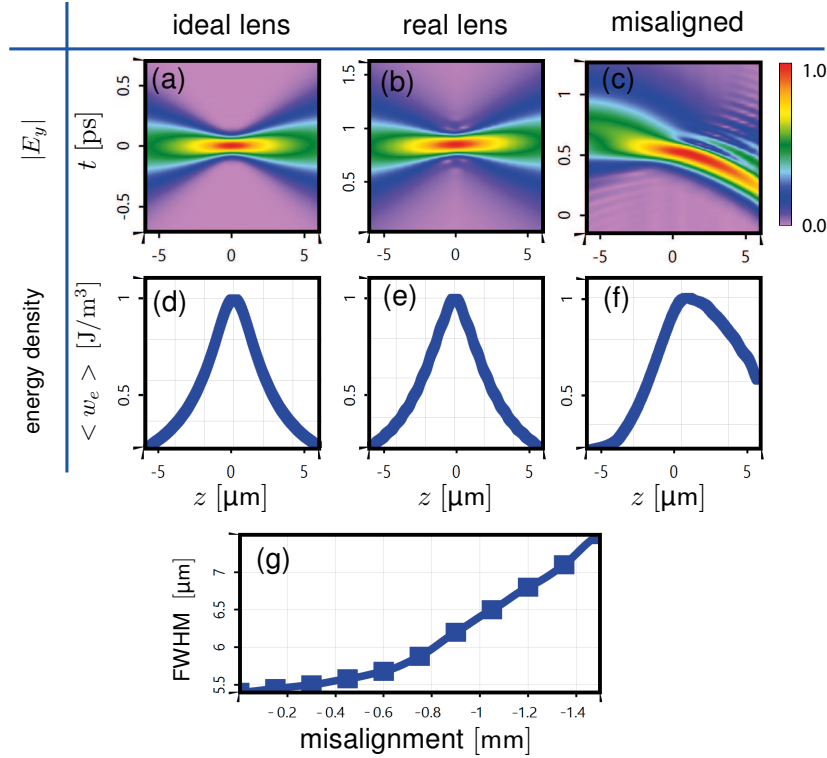 ideal lens real lens misaligned
|E_y|
t [ps]
(a) (b) (c)
0.5 0 -0.5
1.5 1 0.5
1 0.5 0
1.0
0.0
-5 0 5 -5 0 5 -5 0 5
energy density
< w_e > [J/m³]
(d) (e) (f)
1 0.5 1 0.5 1 0.5
-5 0 5 -5 0 5 -5 0 5
z [µm] z [µm] z [µm]
(g)
FWHM [µm]
7
6.5
6
5.5
-0.2 -0.4 -0.6 -0.8 -1 -1.2 -1.4
misalignment [mm]